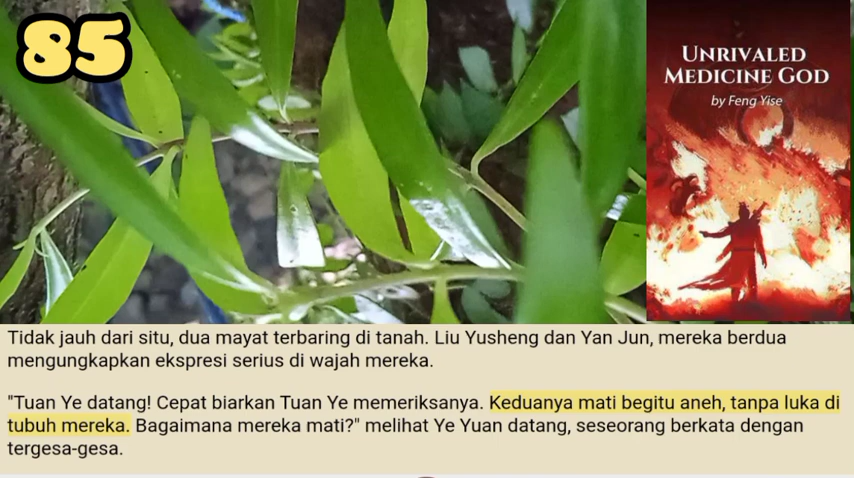 85
UNRIVALED
MEDICINE GOD
by Feng Yise
Tidak jauh dari situ, dua mayat terbaring di tanah. Liu Yusheng dan Yan Jun, mereka berdua
mengungkapkan ekspresi serius di wajah mereka.
"Tuan Ye datang! Cepat biarkan Tuan Ye memeriksanya. Keduanya mati begitu aneh, tanpa luka di
tubuh mereka. Bagaimana mereka mati?" melihat Ye Yuan datang, seseorang berkata dengan
tergesa-gesa.